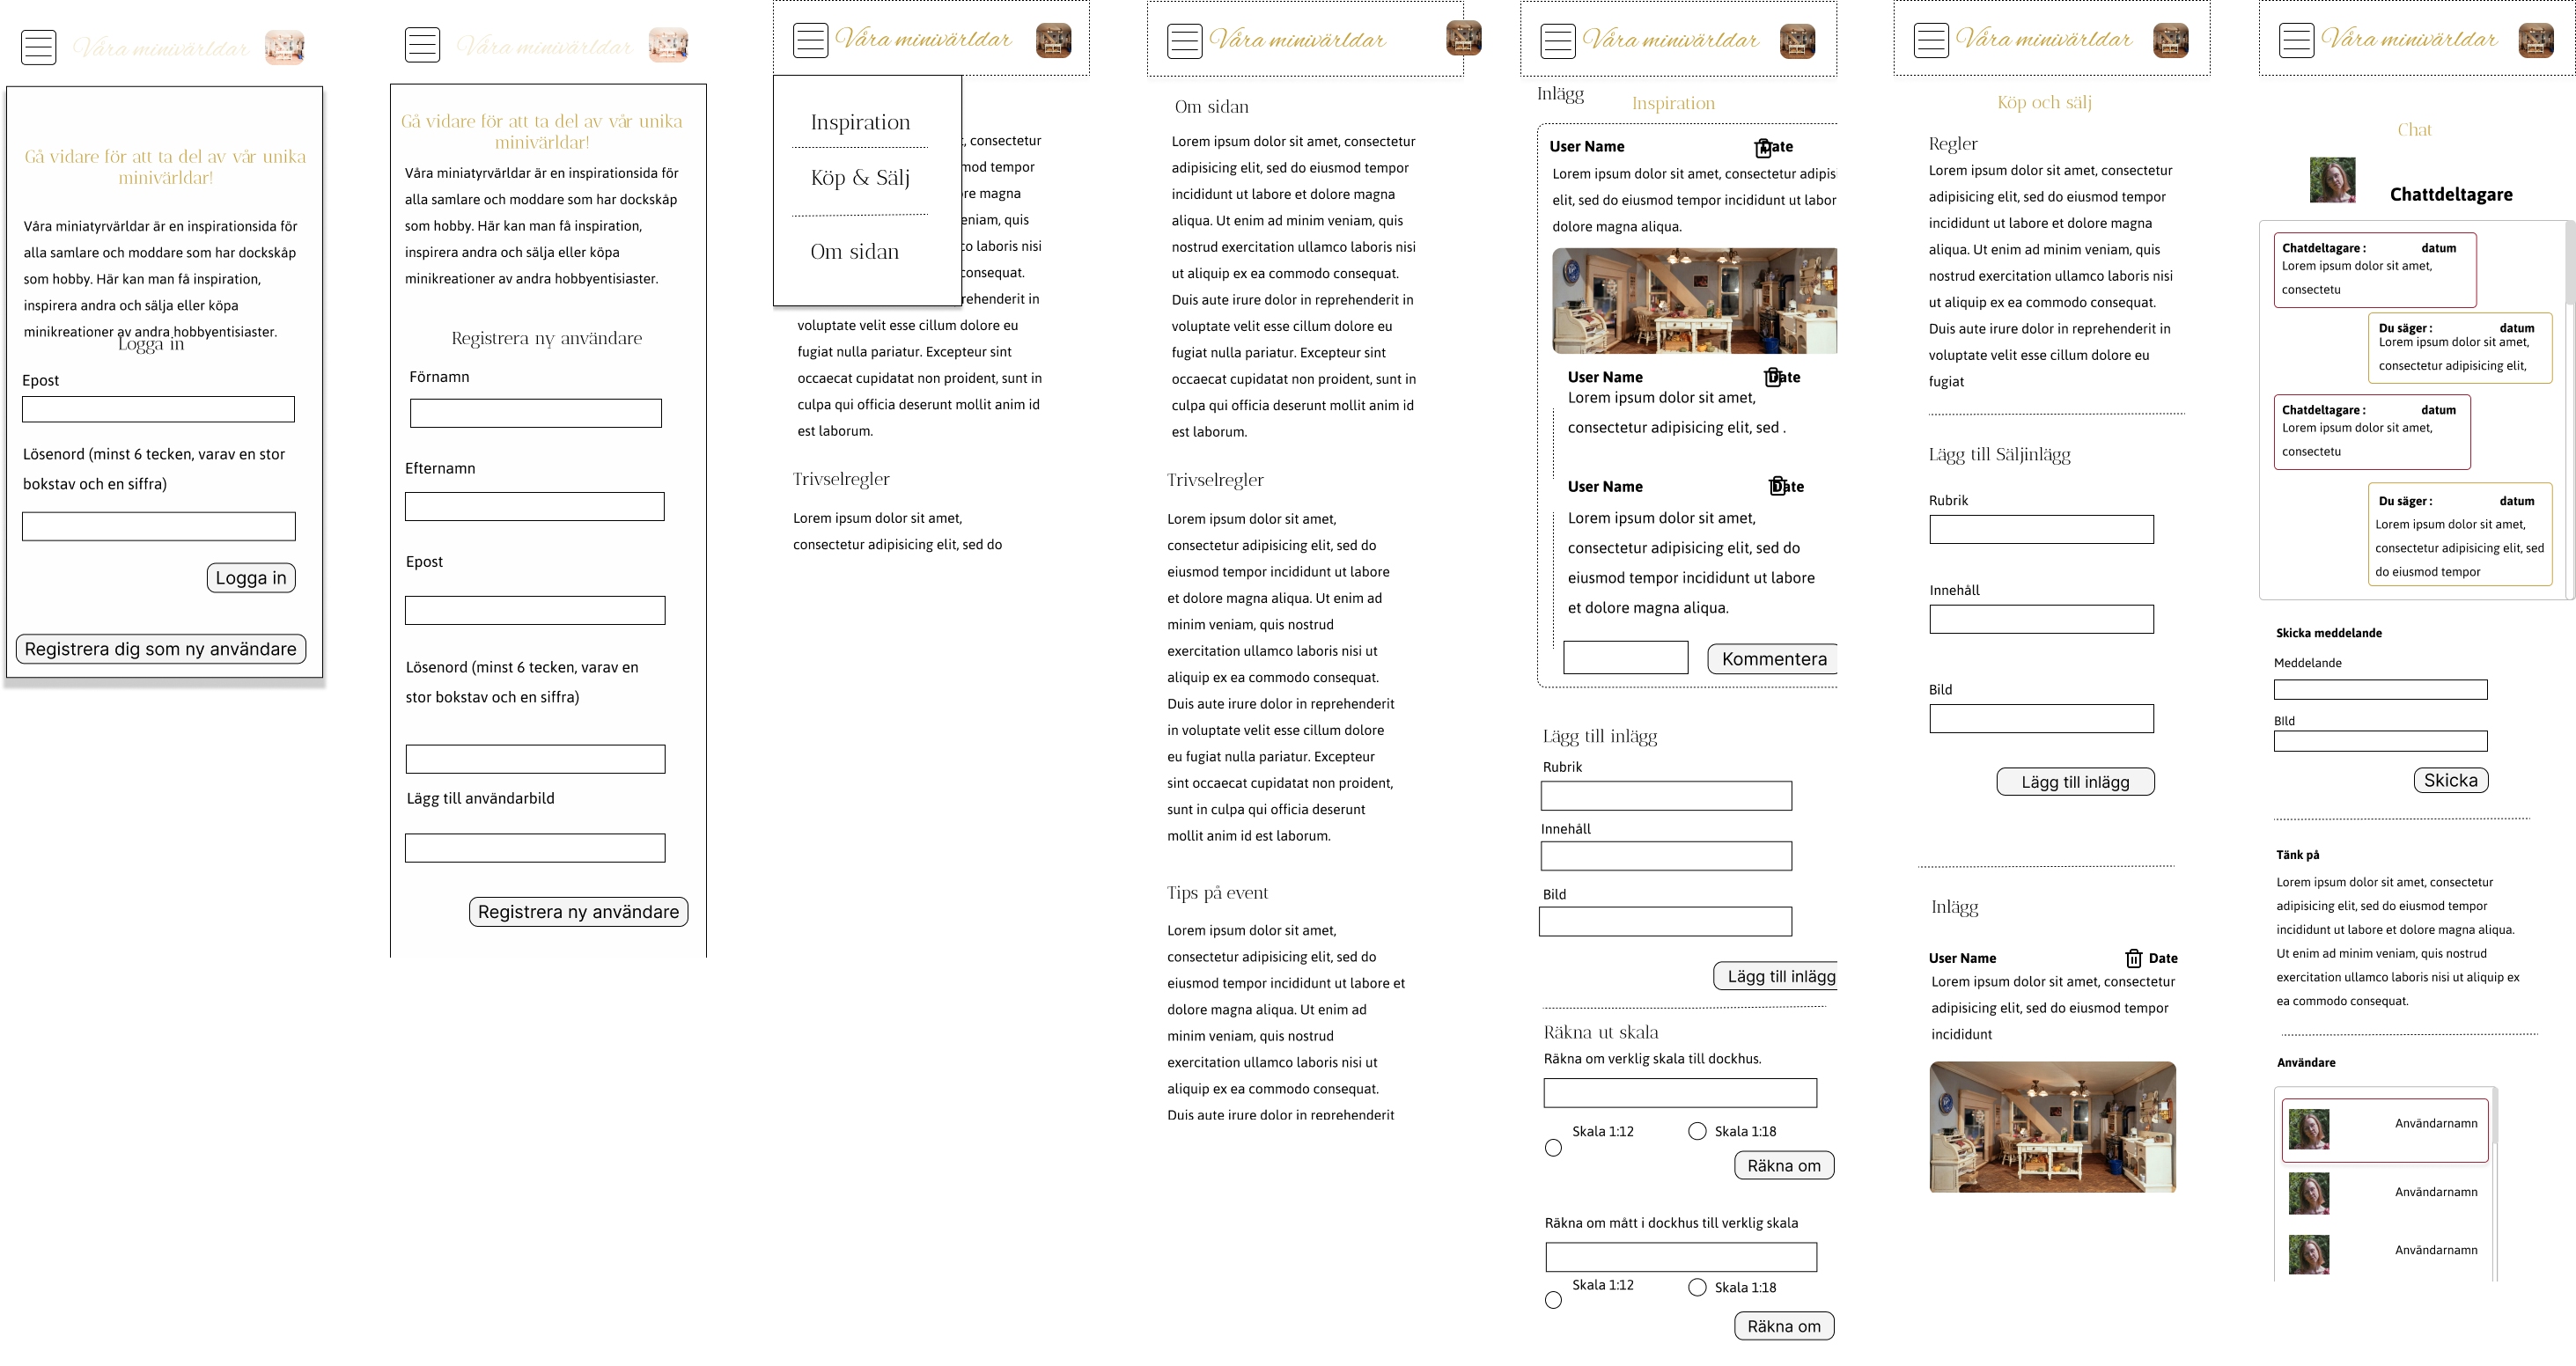 Våra minivärldar
Gå vidare för att ta del av vår unika
minivärldar!
Våra miniatyrvärldar är en inspirationsida för
alla samlare och moddare som har dockskåp
som hobby. Här kan man få inspiration,
inspirera andra och sälja eller köpa
minikreationer av andra hobbyentisiaster.
Logga in
Epost
Lösenord (minst 6 tecken, varav en stor
bokstav och en siffra)
Logga in
Registrera dig som ny användare
Våra minivärldar
Gå vidare för att ta del av vår unika
minivärldar!
Våra miniatyrvärldar är en inspirationsida för
alla samlare och moddare som har dockskåp
som hobby. Här kan man få inspiration,
inspirera andra och sälja eller köpa
minikreationer av andra hobbyentisiaster.
Registrera ny användare
Förnamn
Efternamn
Epost
Lösenord (minst 6 tecken, varav en
stor bokstav och en siffra)
Lägg till användarbild
Registrera ny användare
Våra minivärldar
Inspiration
Köp & Sälj
Om sidan
, consectetur
mod tempor
re magna
eniam, quis
co laboris nisi
consequat.
rehenderit in
voluptate velit esse cillum dolore eu
fugiat nulla pariatur. Excepteur sint
occaecat cupidatat non proident, sunt in
culpa qui officia deserunt mollit anim id
est laborum.
Trivselregler
Lorem ipsum dolor sit amet,
consectetur adipisicing elit, sed do
Våra minivärldar
Om sidan
Lorem ipsum dolor sit amet, consectetur
adipisicing elit, sed do eiusmod tempor
incididunt ut labore et dolore magna
aliqua. Ut enim ad minim veniam, quis
nostrud exercitation ullamco laboris nisi
ut aliquip ex ea commodo consequat.
Duis aute irure dolor in reprehenderit in
voluptate velit esse cillum dolore eu
fugiat nulla pariatur. Excepteur sint
occaecat cupidatat non proident, sunt in
culpa qui officia deserunt mollit anim id
est laborum.
Trivselregler
Lorem ipsum dolor sit amet,
consectetur adipisicing elit, sed do
eiusmod tempor incididunt ut labore
et dolore magna aliqua. Ut enim ad
minim veniam, quis nostrud
exercitation ullamco laboris nisi ut
aliquip ex ea commodo consequat.
Duis aute irure dolor in reprehenderit
in voluptate velit esse cillum dolore
eu fugiat nulla pariatur. Excepteur
sint occaecat cupidatat non proident,
sunt in culpa qui officia deserunt
mollit anim id est laborum.
Tips på event
Lorem ipsum dolor sit amet,
consectetur adipisicing elit, sed do
eiusmod tempor incididunt ut labore et
dolore magna aliqua. Ut enim ad
minim veniam, quis nostrud
exercitation ullamco laboris nisi ut
aliquip ex ea commodo consequat.
Duis aute irure dolor in reprehenderit
Våra minivärldar
Inlägg
Inspiration
User Name Date
Lorem ipsum dolor sit amet, consectetur adipis
elit, sed do eiusmod tempor incididunt ut labor
dolore magna aliqua.
User Name Date
Lorem ipsum dolor sit amet,
consectetur adipisicing elit, sed .
User Name Date
Lorem ipsum dolor sit amet,
consectetur adipisicing elit, sed do
eiusmod tempor incididunt ut labore
et dolore magna aliqua.
Kommentera
Lägg till inlägg
Rubrik
Innehåll
Bild
Lägg till inlägg
Räkna ut skala
Räkna om verklig skala till dockhus.
Skala 1:12 Skala 1:18
Räkna om
Räkna om mått i dockhus till verklig skala
Skala 1:12 Skala 1:18
Räkna om
Våra minivärldar
Köp och sälj
Regler
Lorem ipsum dolor sit amet, consectetur
adipisicing elit, sed do eiusmod tempor
incididunt ut labore et dolore magna
aliqua. Ut enim ad minim veniam, quis
nostrud exercitation ullamco laboris nisi
ut aliquip ex ea commodo consequat.
Duis aute irure dolor in reprehenderit in
voluptate velit esse cillum dolore eu
fugiat
Lägg till Säljinlägg
Rubrik
Innehåll
Bild
Lägg till inlägg
Inlägg
User Name Date
Lorem ipsum dolor sit amet, consectetur
adipisicing elit, sed do eiusmod tempor
incididunt
Våra minivärldar
Chat
Chattdeltagare
Chatdeltagare : datum
Lorem ipsum dolor sit amet,
consectetu
Du säger : datum
Lorem ipsum dolor sit amet,
consectetur adipisicing elit,
Chatdeltagare : datum
Lorem ipsum dolor sit amet,
consectetu
Du säger : datum
Lorem ipsum dolor sit amet,
consectetur adipisicing elit, sed
do eiusmod tempor
Skicka meddelande
Meddelande
BIld
Skicka
Tänk på
Lorem ipsum dolor sit amet, consectetur
adipisicing elit, sed do eiusmod tempor
incididunt ut labore et dolore magna aliqua.
Ut enim ad minim veniam, quis nostrud
exercitation ullamco laboris nisi ut aliquip ex
ea commodo consequat.
Användare
Användarnamn
Användarnamn
Användarnamn